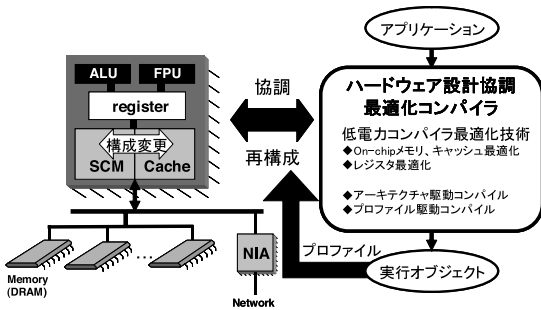 アプリケーション
ALU
FPU
register
構成変更
SCM
Cache
協調
再構成
ハードウェア設計協調
最適化コンパイラ
低電力コンパイラ最適化技術
◆On-chipメモリ、キャッシュ最適化
◆レジスタ最適化
◆アーキテクチャ駆動コンパイル
◆プロファイル駆動コンパイル
プロファイル
実行オブジェクト
...
NIA
Memory
(DRAM)
Network